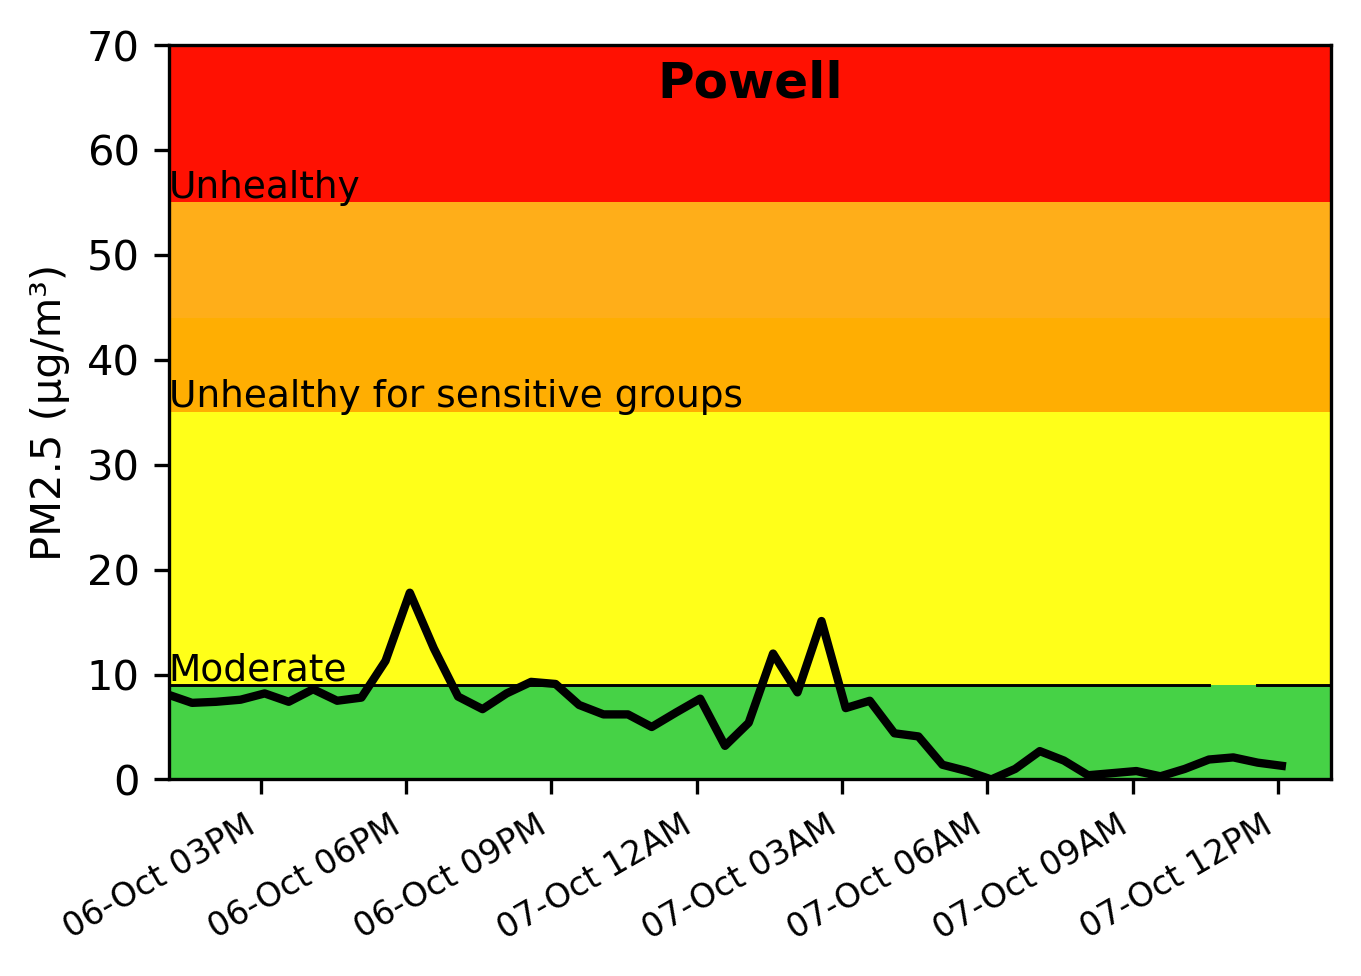 Powell
70
60
50
40
30
20
10
0
PM2.5 (µg/m³)
Unhealthy
Unhealthy for sensitive groups
Moderate
06-Oct 03PM
06-Oct 06PM
06-Oct 09PM
07-Oct 12AM
07-Oct 03AM
07-Oct 06AM
07-Oct 09AM
07-Oct 12PM